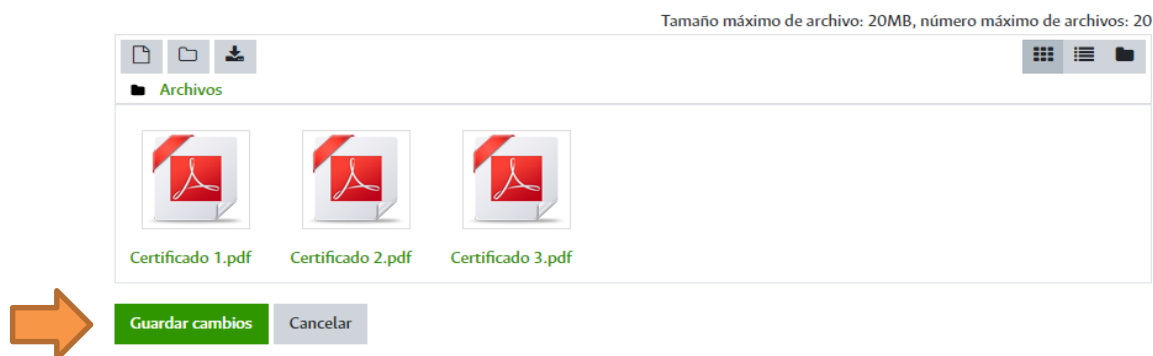 Tamaño máximo de archivo: 20MB, número máximo de archivos: 20
Archivos
Certificado 1.pdf Certificado 2.pdf Certificado 3.pdf
Guardar cambios Cancelar